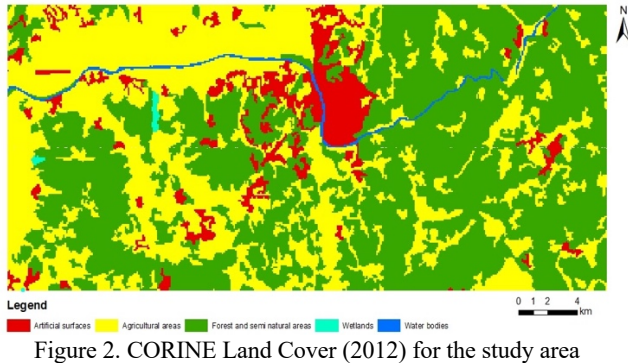 N
Legend
Artificial surfaces Agricultural areas Forest and semi natural areas Wetlands Water bodies
0 1 2 4
km
Figure 2. CORINE Land Cover (2012) for the study area